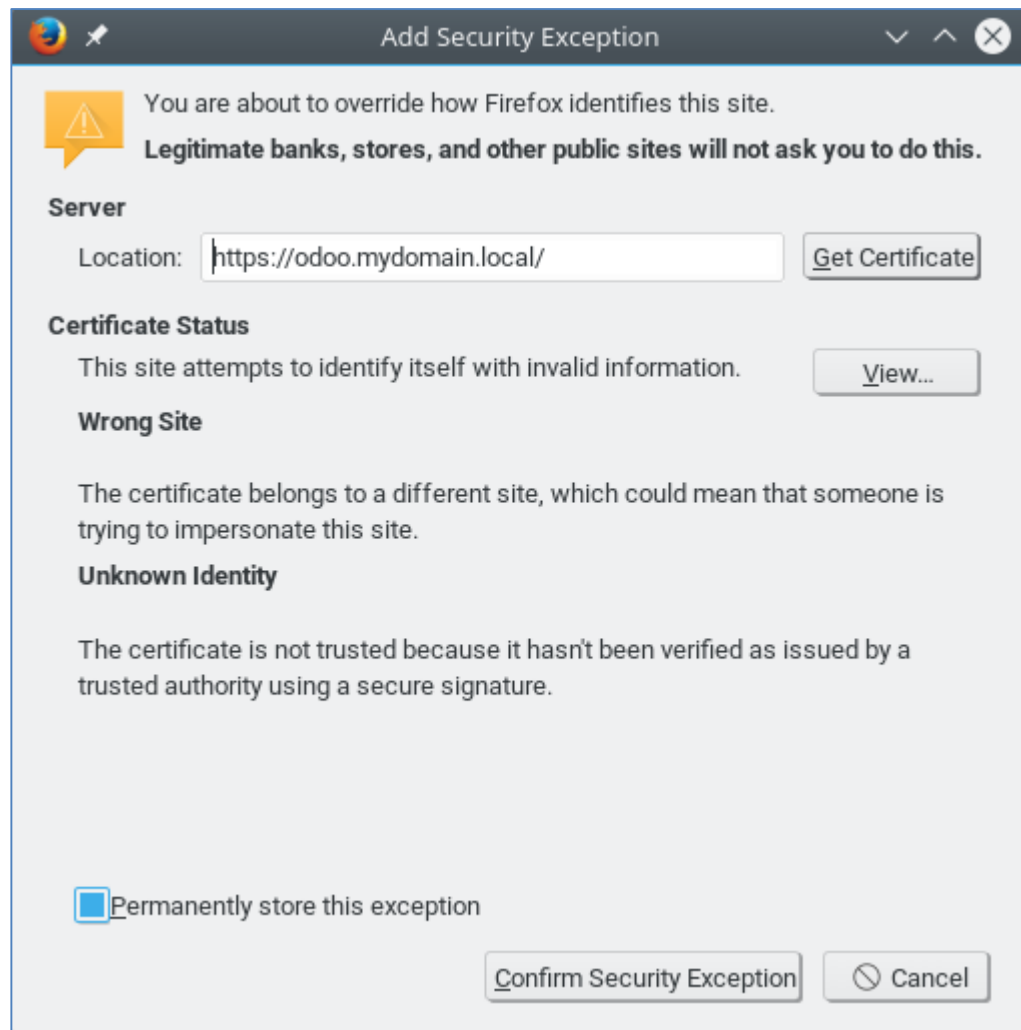 Add Security Exception
You are about to override how Firefox identifies this site.
Legitimate banks, stores, and other public sites will not ask you to do this.
Server
Location: https://odoo.mydomain.local/ Get Certificate
Certificate Status
This site attempts to identify itself with invalid information. View...
Wrong Site
The certificate belongs to a different site, which could mean that someone is
trying to impersonate this site.
Unknown Identity
The certificate is not trusted because it hasn't been verified as issued by a
trusted authority using a secure signature.
Permanently store this exception
Confirm Security Exception Cancel